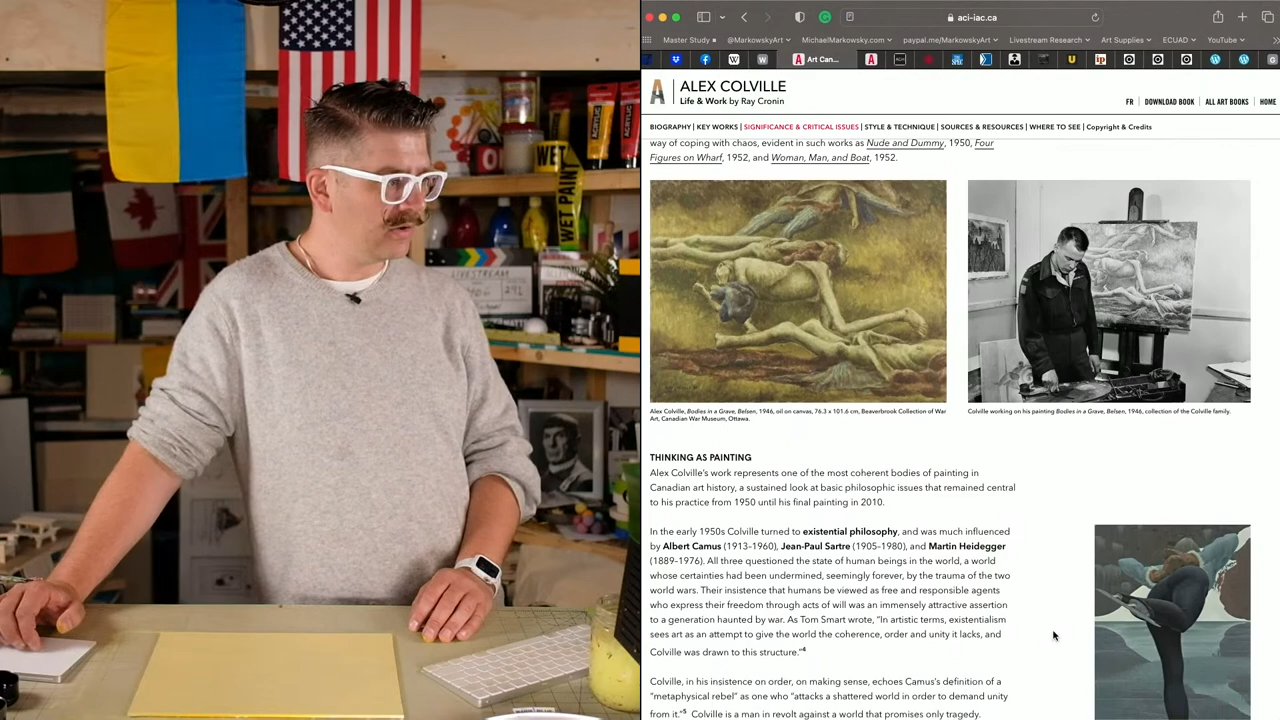 WET
PAINT
WET PAINT
ACRYLIC
ACRYLIC
LIVESTREAM
aci-iac.ca
Master Study
@MarkowskyArt
MichaelMarkowsky.com
paypal.me/MarkowskyArt
Livestream Research
Art Supplies
ECUAD
YouTube
Art Can...
ALEX COLVILLE
Life & Work by Ray Cronin
FR | DOWNLOAD BOOK | ALL ART BOOKS | HOME
BIOGRAPHY | KEY WORKS | SIGNIFICANCE & CRITICAL ISSUES | STYLE & TECHNIQUE | SOURCES & RESOURCES | WHERE TO SEE | Copyright & Credits
way of coping with chaos, evident in such works as Nude and Dummy, 1950, Four
Figures on Wharf, 1952, and Woman, Man, and Boat, 1952.
Alex Colville, Bodies in a Grave, Belsen, 1946, oil on canvas, 76.3 x 101.6 cm, Beaverbrook Collection of War
Art, Canadian War Museum, Ottawa.
Colville working on his painting Bodies in a Grave, Belsen, 1946, collection of the Colville family.
THINKING AS PAINTING
Alex Colville's work represents one of the most coherent bodies of painting in
Canadian art history, a sustained look at basic philosophic issues that remained central
to his practice from 1950 until his final painting in 2010.
In the early 1950s Colville turned to existential philosophy, and was much influenced
by Albert Camus (1913–1960), Jean-Paul Sartre (1905–1980), and Martin Heidegger
(1889–1976). All three questioned the state of human beings in the world, a world
whose certainties had been undermined, seemingly forever, by the trauma of the two
world wars. Their insistence that humans be viewed as free and responsible agents
who express their freedom through acts of will was an immensely attractive assertion
to a generation haunted by war. As Tom Smart wrote, "In artistic terms, existentialism
sees art as an attempt to give the world the coherence, order and unity it lacks, and
Colville was drawn to this structure."4
Colville, in his insistence on order, on making sense, echoes Camus's definition of a
"metaphysical rebel" as one who "attacks a shattered world in order to demand unity
from it."5 Colville is a man in revolt against a world that promises only tragedy.